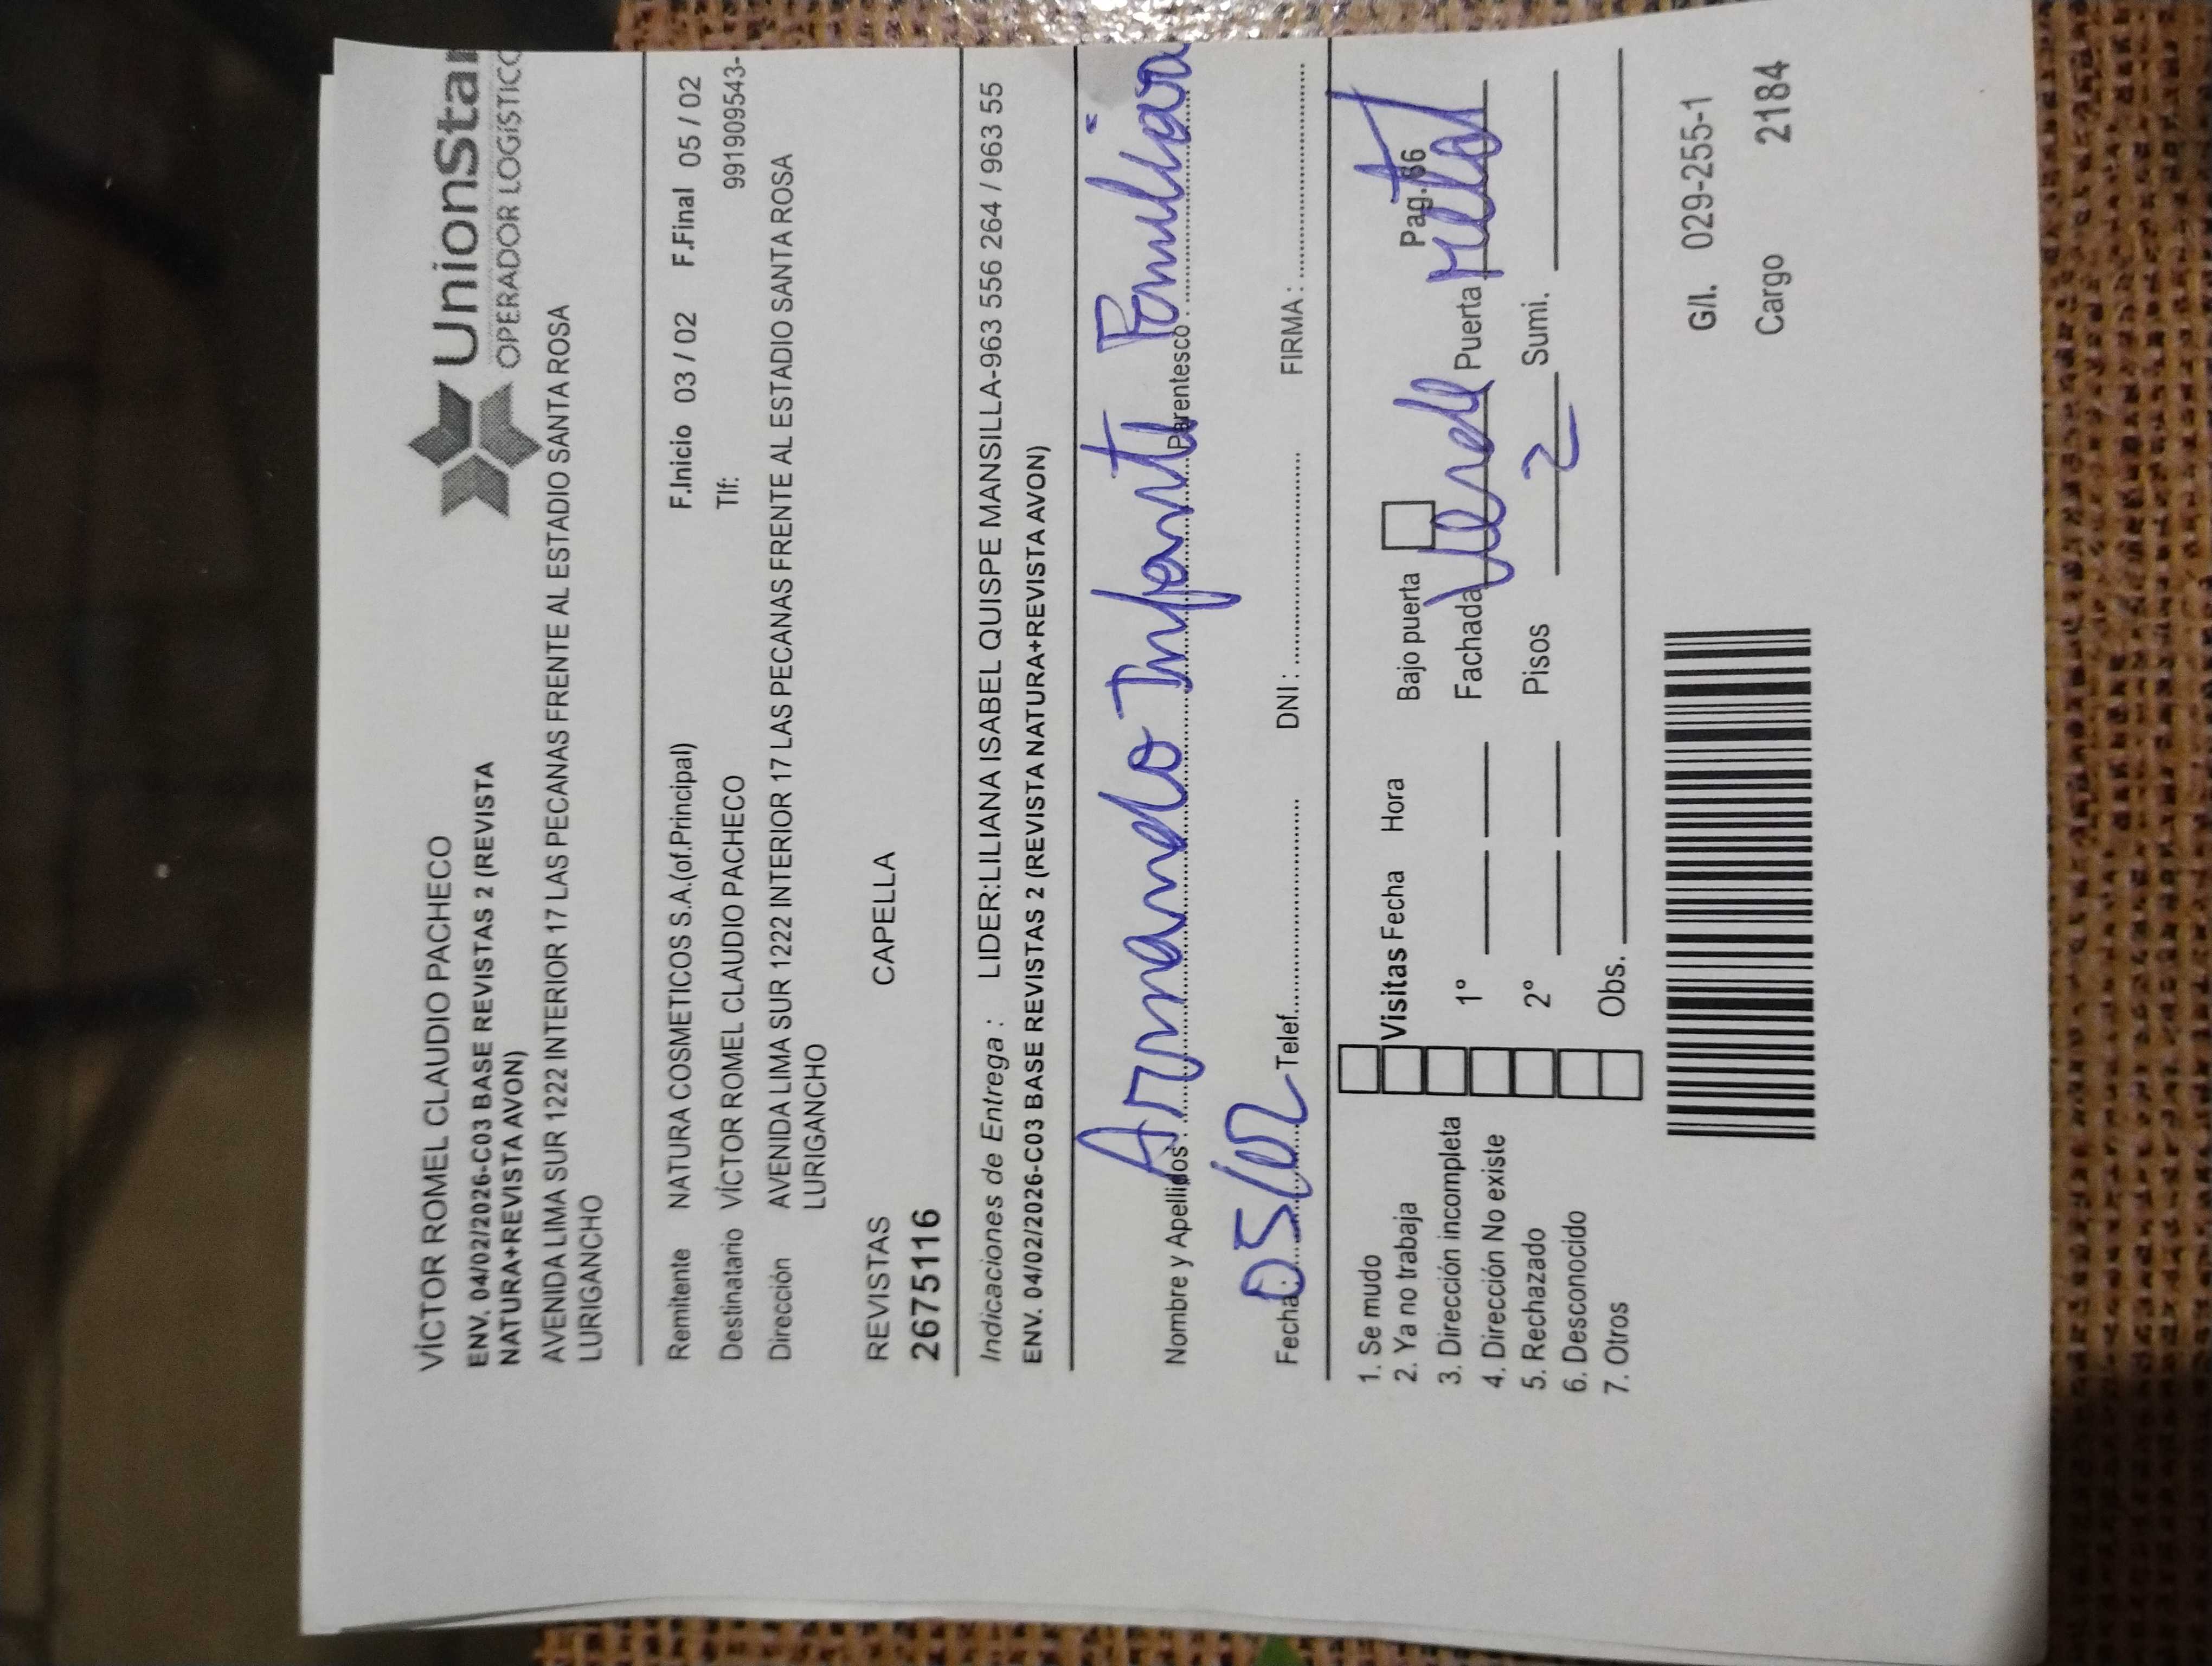 VÍCTOR ROMEL CLAUDIO PACHECO
ENV. 04/02/2026-C03 BASE REVISTAS 2 (REVISTA
NATURA+REVISTA AVON)
UnionStar
OPERADOR LOGÍSTICO
AVENIDA LIMA SUR 1222 INTERIOR 17 LAS PECANAS FRENTE AL ESTADIO SANTA ROSA
LURIGANCHO
Remitente NATURA COSMETICOS S.A.(of.Principal) F.Inicio 03 / 02 F.Final 05 / 02
Destinatario VÍCTOR ROMEL CLAUDIO PACHECO Tlf: 991909543-
Dirección AVENIDA LIMA SUR 1222 INTERIOR 17 LAS PECANAS FRENTE AL ESTADIO SANTA ROSA
LURIGANCHO
REVISTAS CAPELLA
2675116
Indicaciones de Entrega : LIDER:LILIANA ISABEL QUISPE MANSILLA-963 556 264 / 963 55
ENV. 04/02/2026-C03 BASE REVISTAS 2 (REVISTA NATURA+REVISTA AVON)
Nombre y Apellidos: Armando Infante Parentesco Familiar
Fecha : 05/02 Telef. DNI : FIRMA :
1. Se mudo
2. Ya no trabaja
3. Dirección incompleta
4. Dirección No existe
5. Rechazado
6. Desconocido
7. Otros
Visitas Fecha Hora Bajo puerta Pag. 66
1° Fachada Puerta Metal
2° Pisos 2 Sumi.
Obs.
G/I. 029-255-1
Cargo 2184